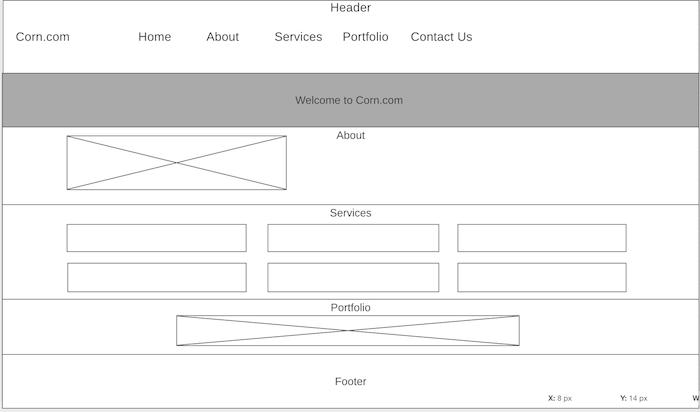 Header
Corn.com Home About Services Portfolio Contact Us
Welcome to Corn.com
About
Services
Portfolio
Footer
X: 8 px Y: 14 px W